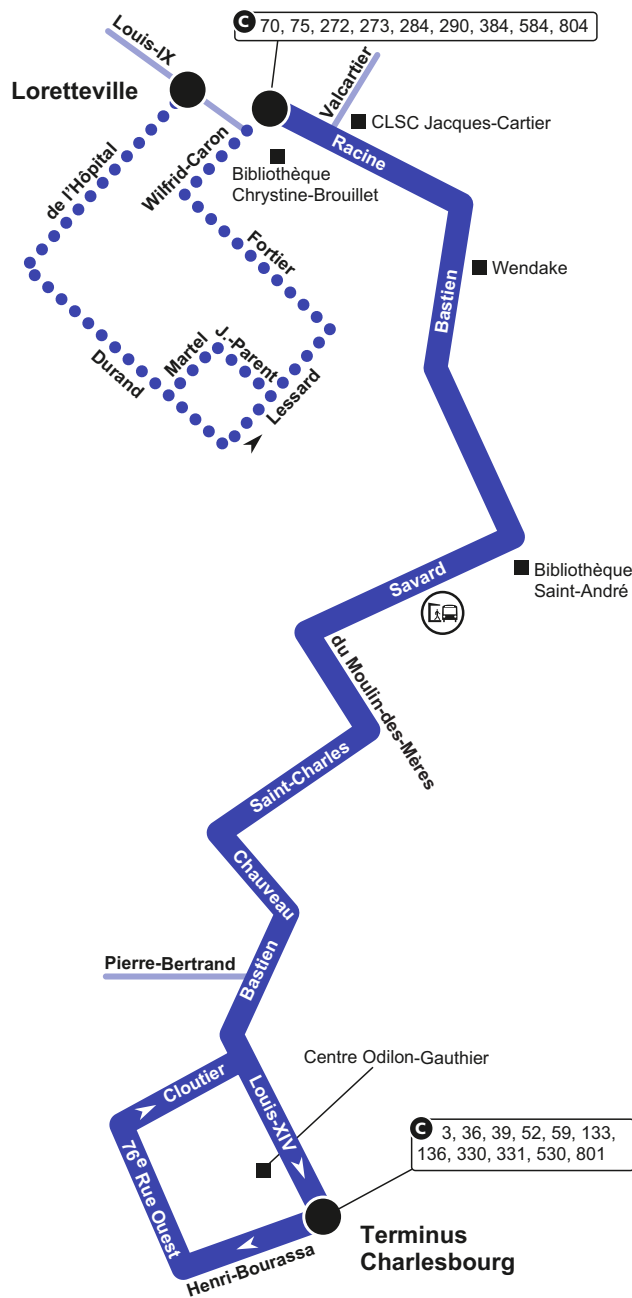 C 70, 75, 272, 273, 284, 290, 384, 584, 804
Louis-IX
Loretteville
Valcartier
CLSC Jacques-Cartier
Racine
Wilfrid-Caron
Bibliothèque
Chrystine-Brouillet
de l'Hôpital
Fortier
Bastien
Wendake
Durand
Martel
J.-Parent
Lessard
Savard
Bibliothèque
Saint-André
du Moulin-des-Mères
Saint-Charles
Chauveau
Pierre-Bertrand
Bastien
Centre Odilon-Gauthier
Cloutier
Louis-XIV
C 3, 36, 39, 52, 59, 133,
136, 330, 331, 530, 801
76e Rue Ouest
Terminus
Charlesbourg
Henri-Bourassa